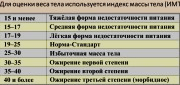 Для оценки веса тела используется индекс массы тела (ИМТ
15 и менее Тяжёлая форма недостаточности питания
15–17 Средняя форма недостаточности питания
17–19 Лёгкая форма недостаточности питания
19–25 Норма-Стандарт
25–30 Избыточная масса тела
30–35 Ожирение первой степени
35–40 Ожирение второй степени
40 и более Ожирение третьей степени (морбидное)